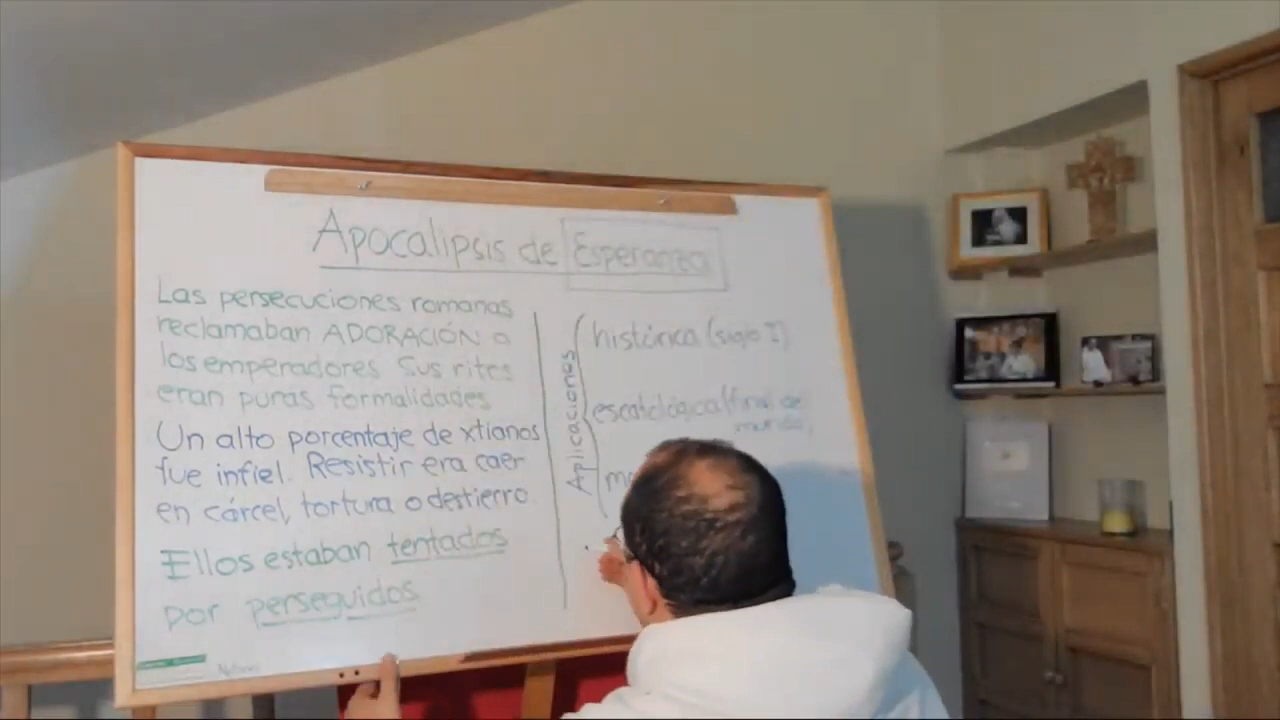 Apocalipsis de Esperanza
Las persecuciones romanas
reclamaban ADORACIÓN a
los emperadores. Sus ritos
eran puras formalidades
Un alto porcentaje de xtianos
fue infiel. Resistir era caer
en cárcel, tortura o destierro.
Ellos estaban tentados
por perseguidos
Aplicaciones
histórica (siglo I)
escatológica (final de